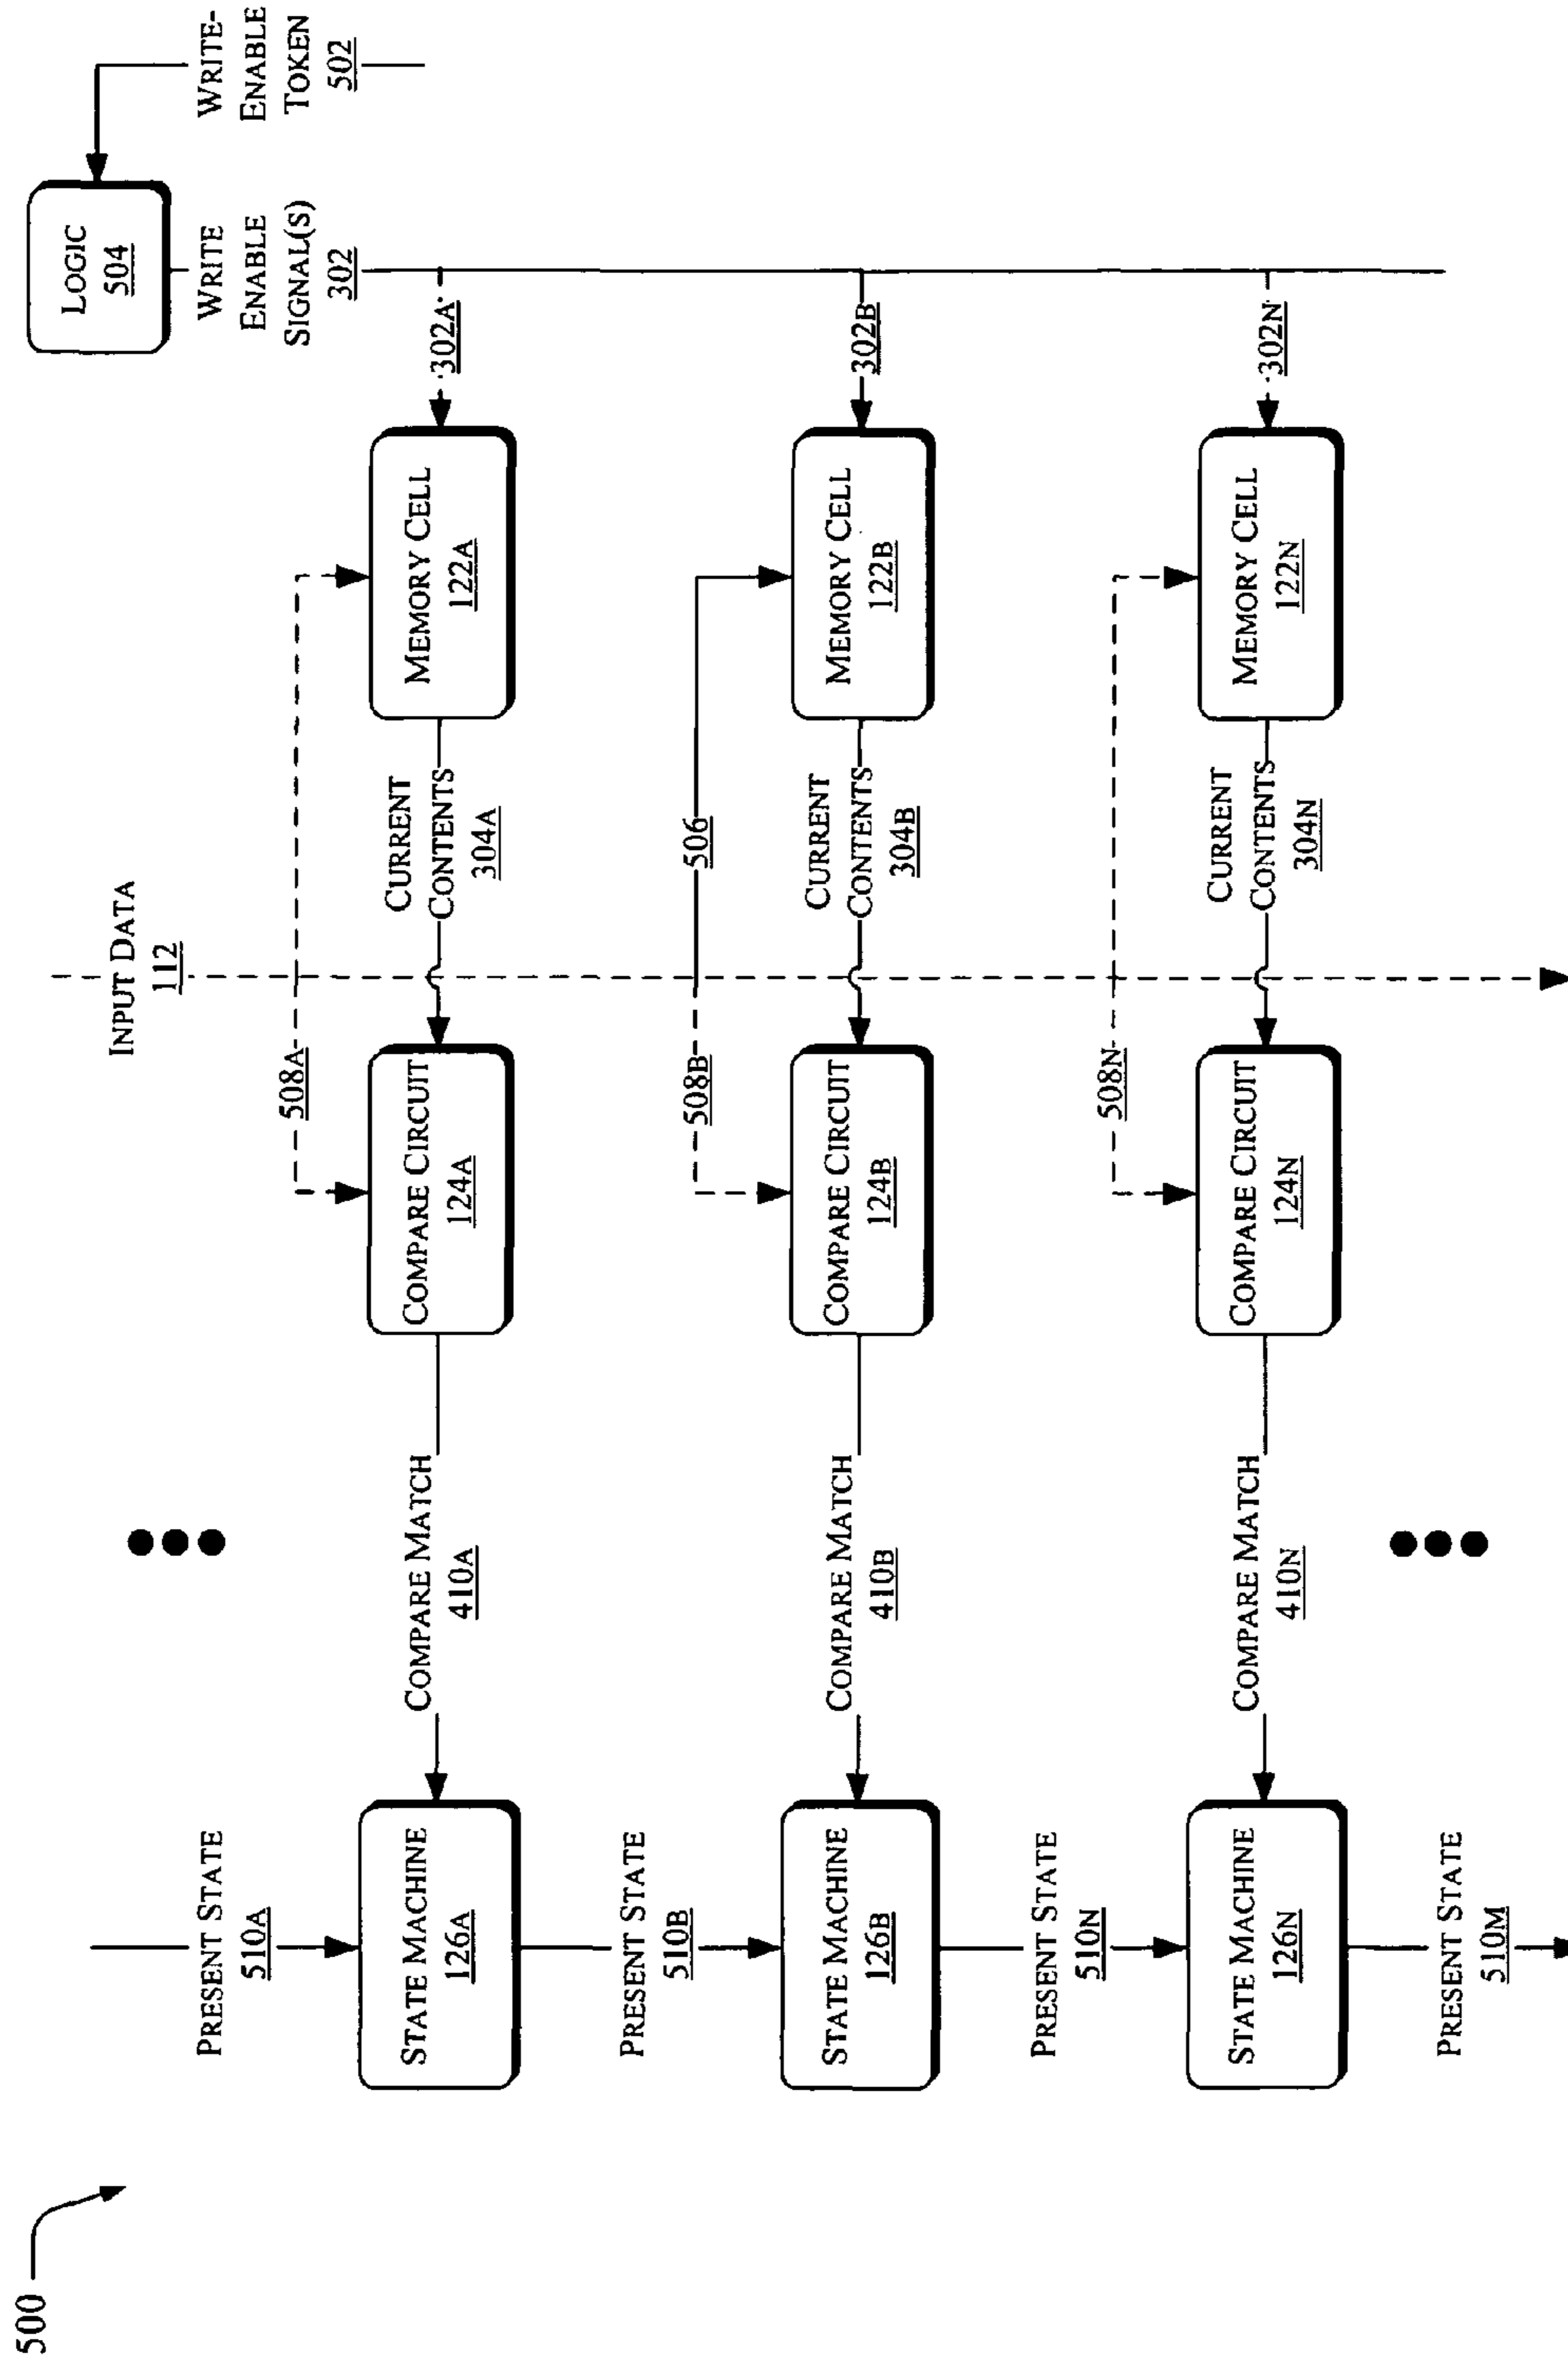 500
PRESENT STATE
510A
STATE MACHINE
126A
PRESENT STATE
510B
STATE MACHINE
126B
PRESENT STATE
510N
STATE MACHINE
126N
PRESENT STATE
510M
COMPARE MATCH
410A
COMPARE MATCH
410B
COMPARE MATCH
410N
508A
COMPARE CIRCUIT
124A
508B
COMPARE CIRCUIT
124B
508N
COMPARE CIRCUIT
124N
INPUT DATA
112
CURRENT
CONTENTS
304A
506
CURRENT
CONTENTS
304B
CURRENT
CONTENTS
304N
MEMORY CELL
122A
MEMORY CELL
122B
MEMORY CELL
122N
LOGIC
504
WRITE
ENABLE
SIGNAL(S)
302
302A
302B
302N
WRITE-
ENABLE
TOKEN
502